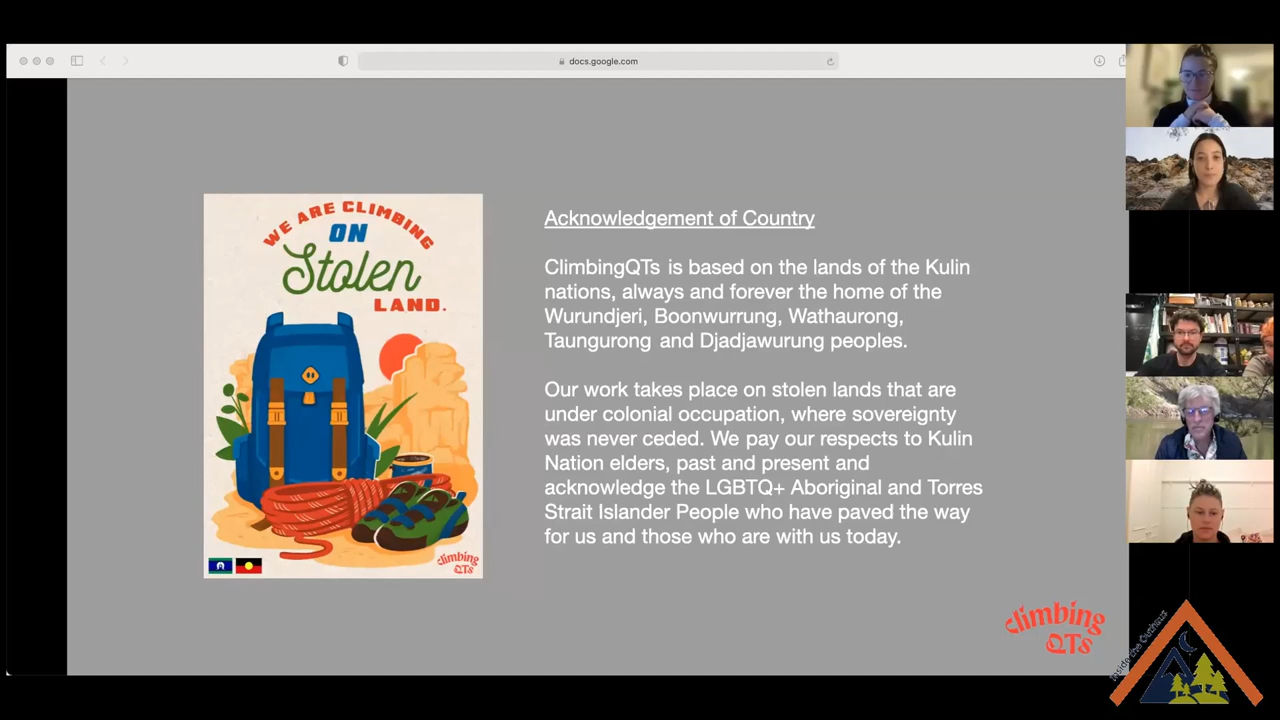 docs.google.com
WE ARE CLIMBING
ON
Stolen
LAND.
climbing
QTs
Acknowledgement of Country
ClimbingQTs is based on the lands of the Kulin
nations, always and forever the home of the
Wurundjeri, Boonwurrung, Wathaurong,
Taungurong and Djadjawurung peoples.
Our work takes place on stolen lands that are
under colonial occupation, where sovereignty
was never ceded. We pay our respects to Kulin
Nation elders, past and present and
acknowledge the LGBTQ+ Aboriginal and Torres
Strait Islander People who have paved the way
for us and those who are with us today.
climbing
QTs
Inside the Outhaus